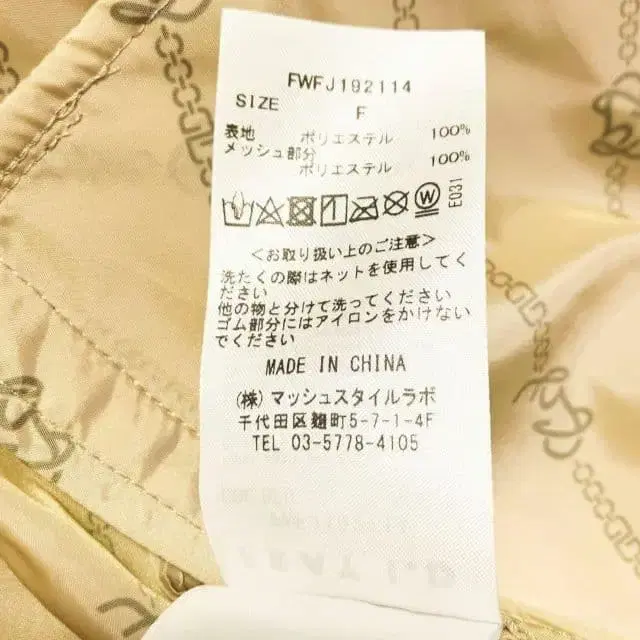 FWFJ192114
SIZE F
表地 ポリエステル 100%
メッシュ部分
ポリエステル 100%
W
E031
<お取り扱い上のご注意>
洗たくの際はネットを使用してく
ださい
他の物と分けて洗ってください
ゴム部分にはアイロンをかけない
でください
MADE IN CHINA
(株)マッシュスタイルラボ
千代田区麹町5-7-1-4F
TEL 03-5778-4105